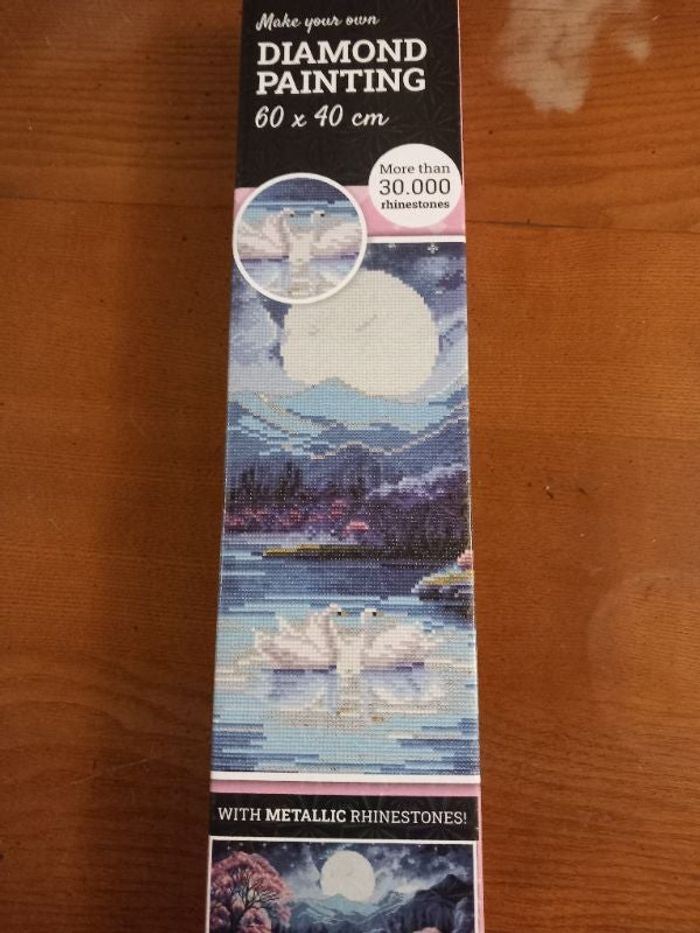 Make your own
DIAMOND
PAINTING
60 x 40 cm
More than
30.000
rhinestones
WITH METALLIC RHINESTONES!